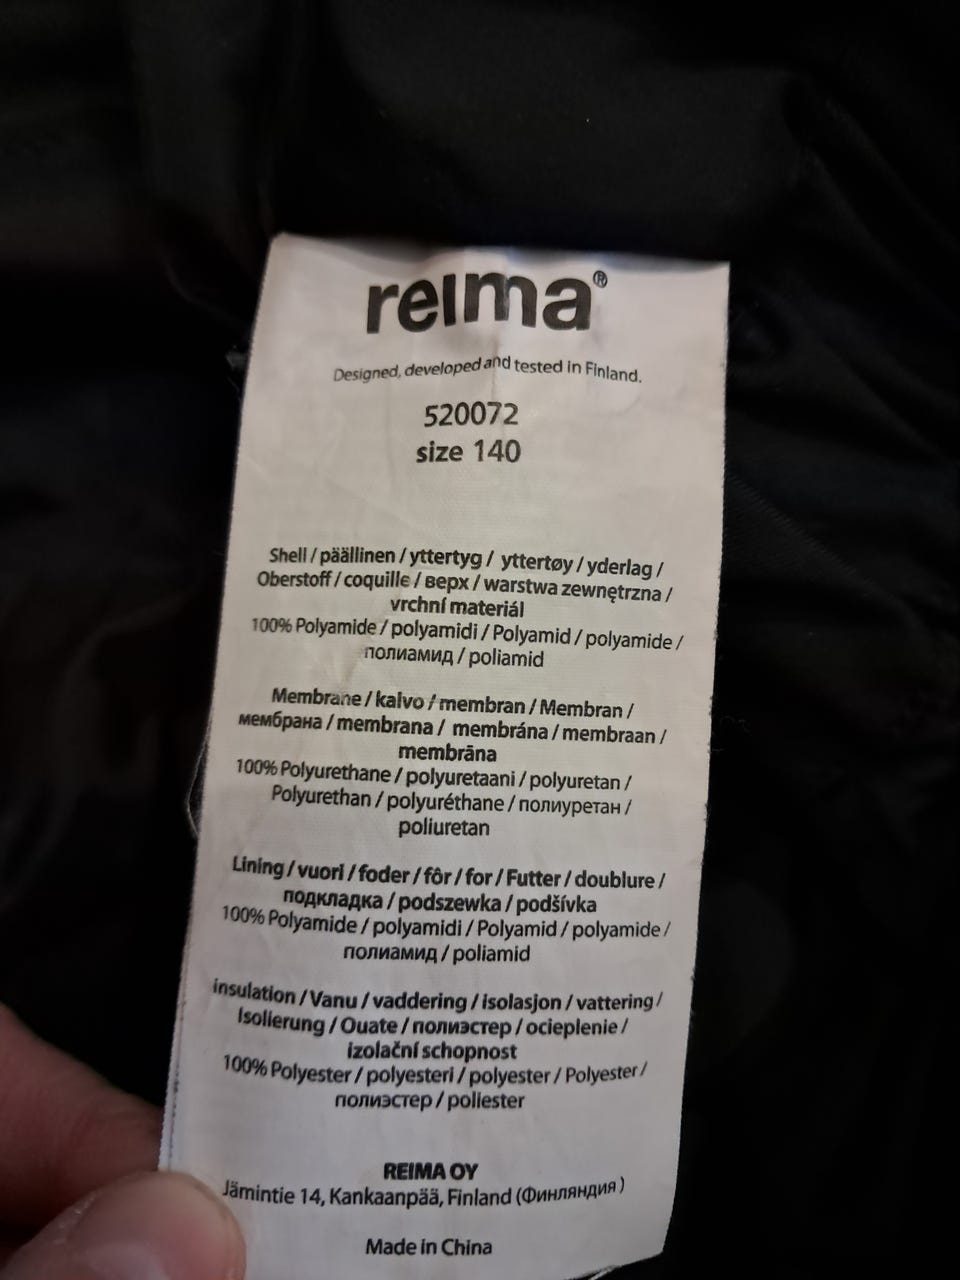 reima®
Designed, developed and tested in Finland.
520072
size 140
Shell / päällinen / yttertyg / yttertøy / yderlag /
Oberstoff / coquille / верх / warstwa zewnętrzna /
vrchní materiál
100% Polyamide / polyamidi / Polyamid / polyamide /
полиамид / poliamid
Membrane / kalvo / membran / Membran /
мембрана / membrana / membrána / membraan /
membrāna
100% Polyurethane / polyuretaani / polyuretan /
Polyurethan / polyuréthane / полиуретан /
poliuretan
Lining / vuori / foder / fôr / for / Futter / doublure /
подкладка / podszewka / podšívka
100% Polyamide / polyamidi / Polyamid / polyamide /
полиамид / poliamid
insulation / Vanu / vaddering / isolasjon / vattering /
Isolierung / Ouate / полиэстер / ocieplenie /
izolační schopnost
100% Polyester / polyesteri / polyester / Polyester /
полиэстер / poliester
REIMA OY
Jämintie 14, Kankaanpää, Finland (Финляндия)
Made in China